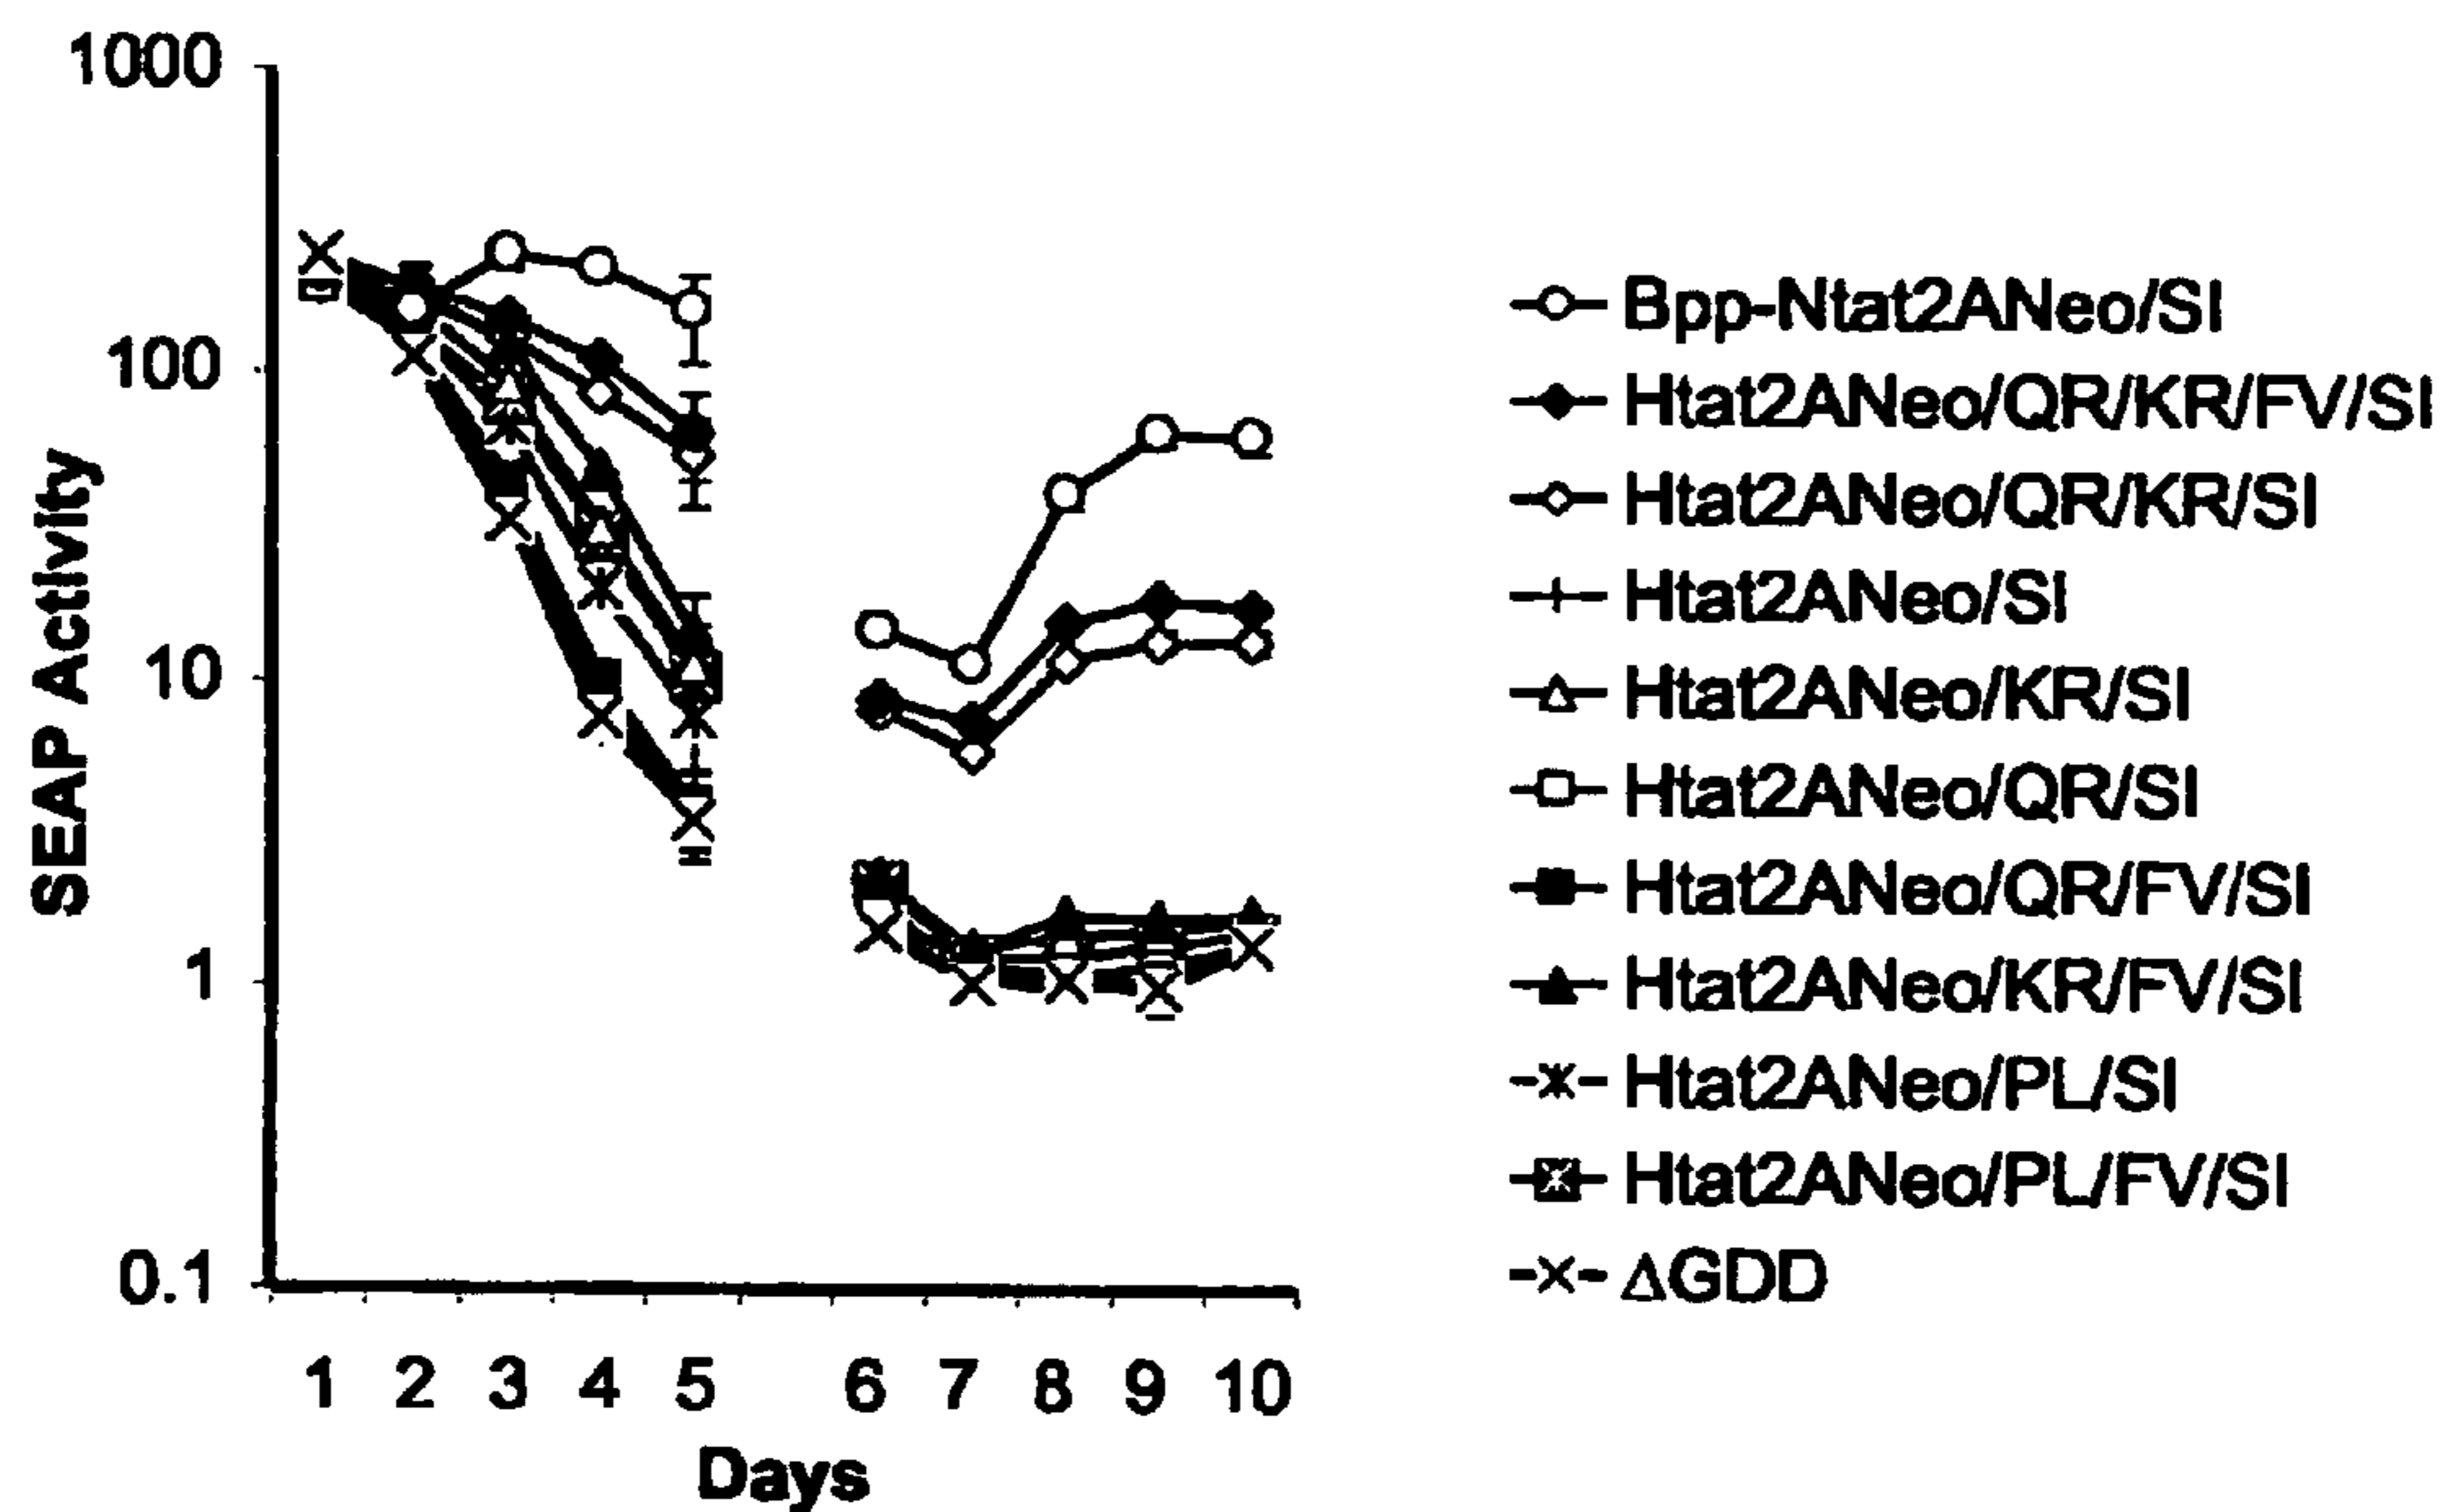 1000
100
10
1
0.1
SEAP Activity
1 2 3 4 5 6 7 8 9 10
Days
Bpp-Ntat2ANeo/SI
Htat2ANeo/QR/KR/FV/SI
Htat2ANeo/QR/KR/SI
Htat2ANeo/SI
Htat2ANeo/KR/SI
Htat2ANeo/QR/SI
Htat2ANeo/QR/FV/SI
Htat2ANeo/KR/FV/SI
Htat2ANeo/PL/SI
Htat2ANeo/PL/FV/SI
ΔGDD